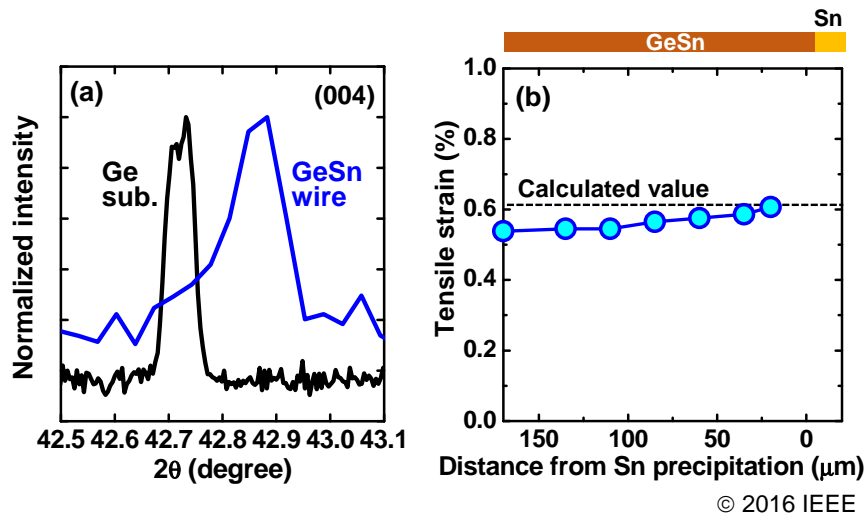 Sn
GeSn
(a)
(004)
Ge
sub.
GeSn
wire
Normalized intensity
42.5 42.6 42.7 42.8 42.9 43.0 43.1
2θ (degree)
(b)
Calculated value
Tensile strain (%)
1.0
0.8
0.6
0.4
0.2
0.0
150 100 50 0
Distance from Sn precipitation (μm)
© 2016 IEEE